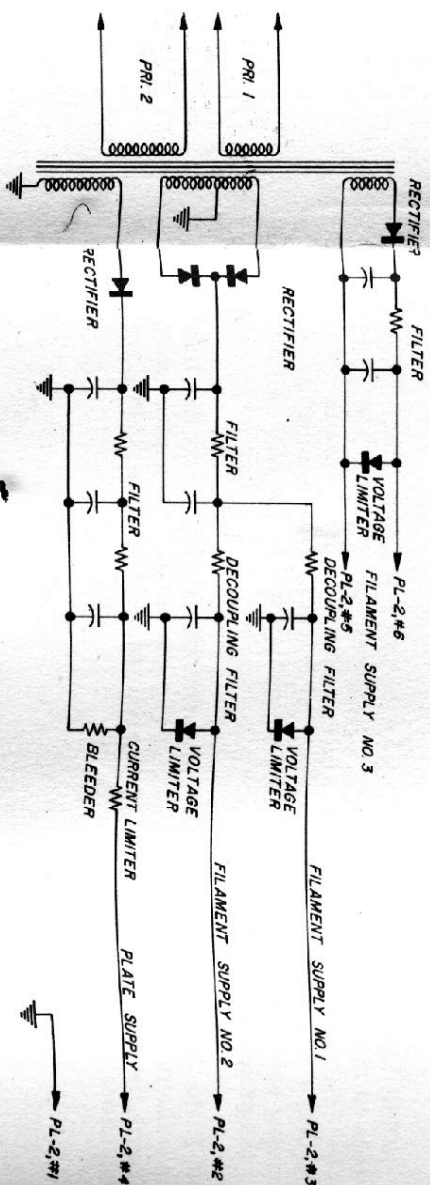 RECTIFIER
FILTER
VOLTAGE
LIMITER
PL-2,#6
PL-2,#5
FILAMENT SUPPLY NO. 3
PRI. 1
RECTIFIER
DECOUPLING FILTER
VOLTAGE
LIMITER
FILAMENT SUPPLY NO. 1
PL-2,#3
FILTER
DECOUPLING FILTER
VOLTAGE
LIMITER
FILAMENT SUPPLY NO. 2
PL-2,#2
PRI. 2
RECTIFIER
FILTER
BLEEDER
CURRENT LIMITER
PLATE SUPPLY
PL-2,#4
PL-2,#1